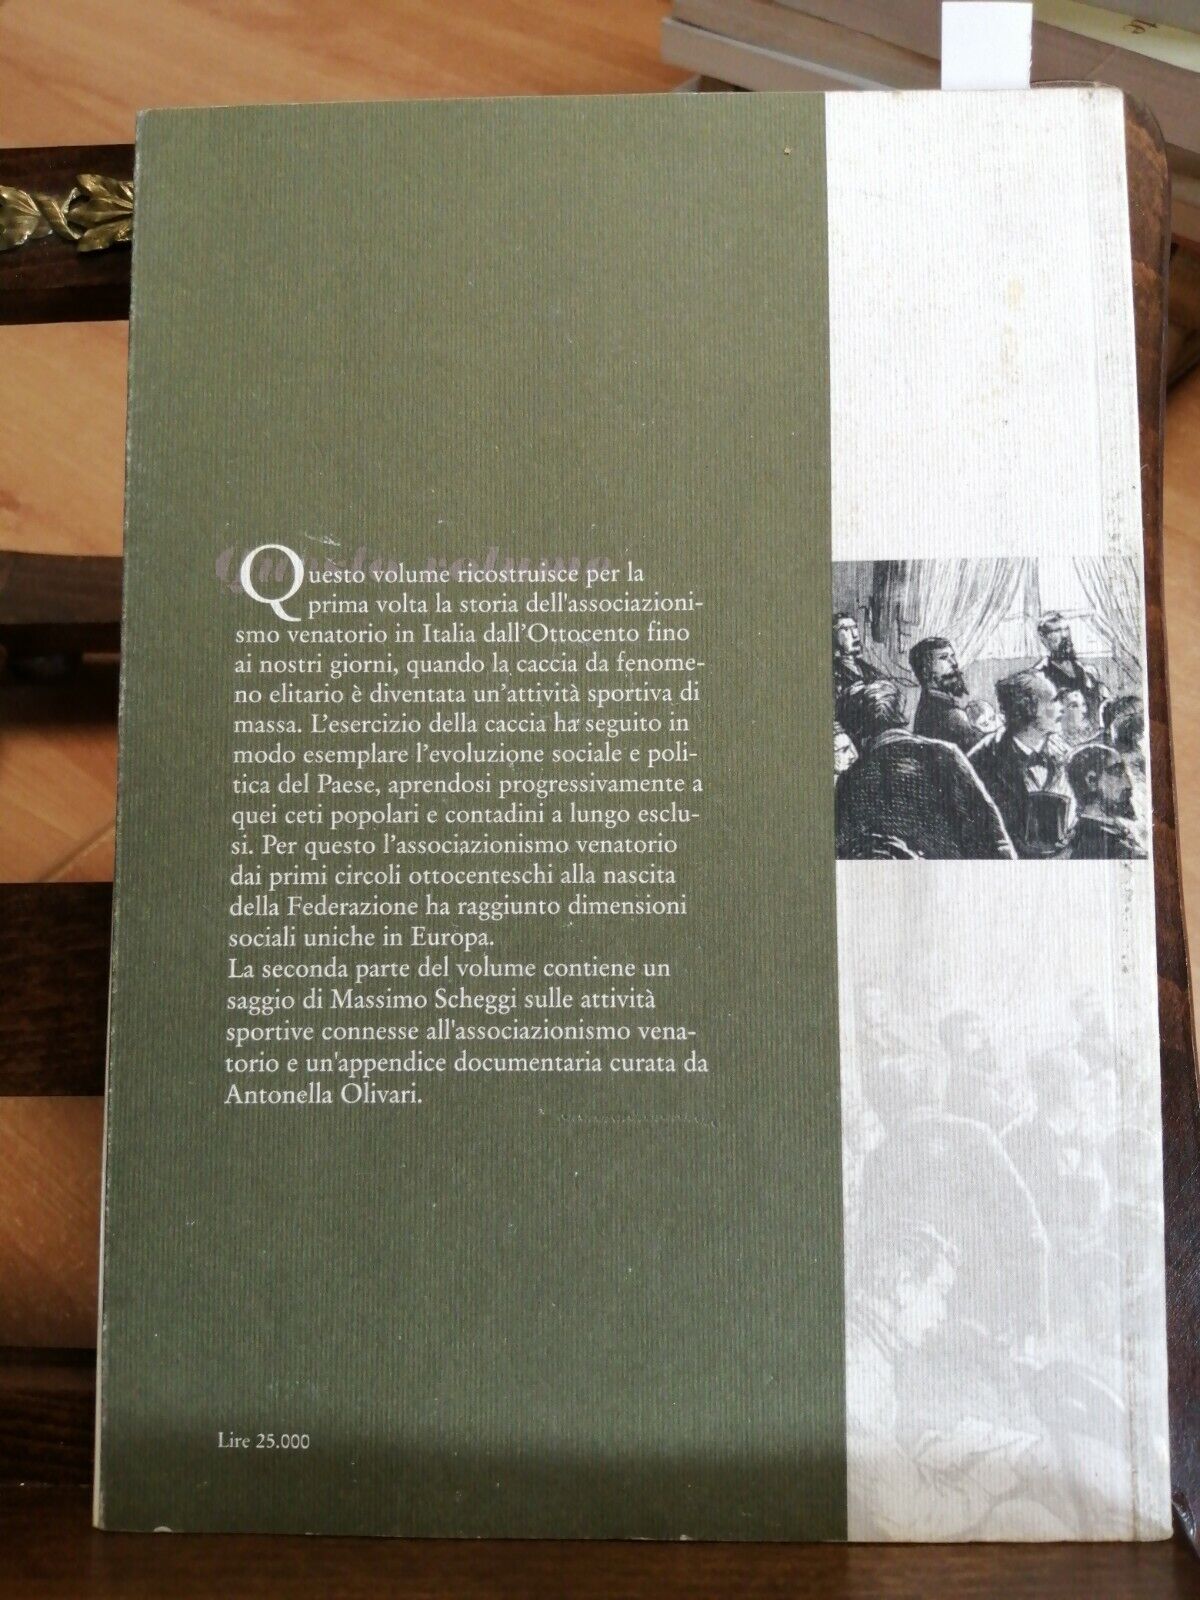 te
Questo volume
Questo volume ricostruisce per la
prima volta la storia dell'associazioni-
smo venatorio in Italia dall'Ottocento fino
ai nostri giorni, quando la caccia da fenome-
no elitario è diventata un'attività sportiva di
massa. L'esercizio della caccia ha seguito in
modo esemplare l'evoluzione sociale e poli-
tica del Paese, aprendosi progressivamente a
quei ceti popolari e contadini a lungo esclu-
si. Per questo l'associazionismo venatorio
dai primi circoli ottocenteschi alla nascita
della Federazione ha raggiunto dimensioni
sociali uniche in Europa.
La seconda parte del volume contiene un
saggio di Massimo Scheggi sulle attività
sportive connesse all'associazionismo vena-
torio e un'appendice documentaria curata da
Antonella Olivari.
Lire 25.000